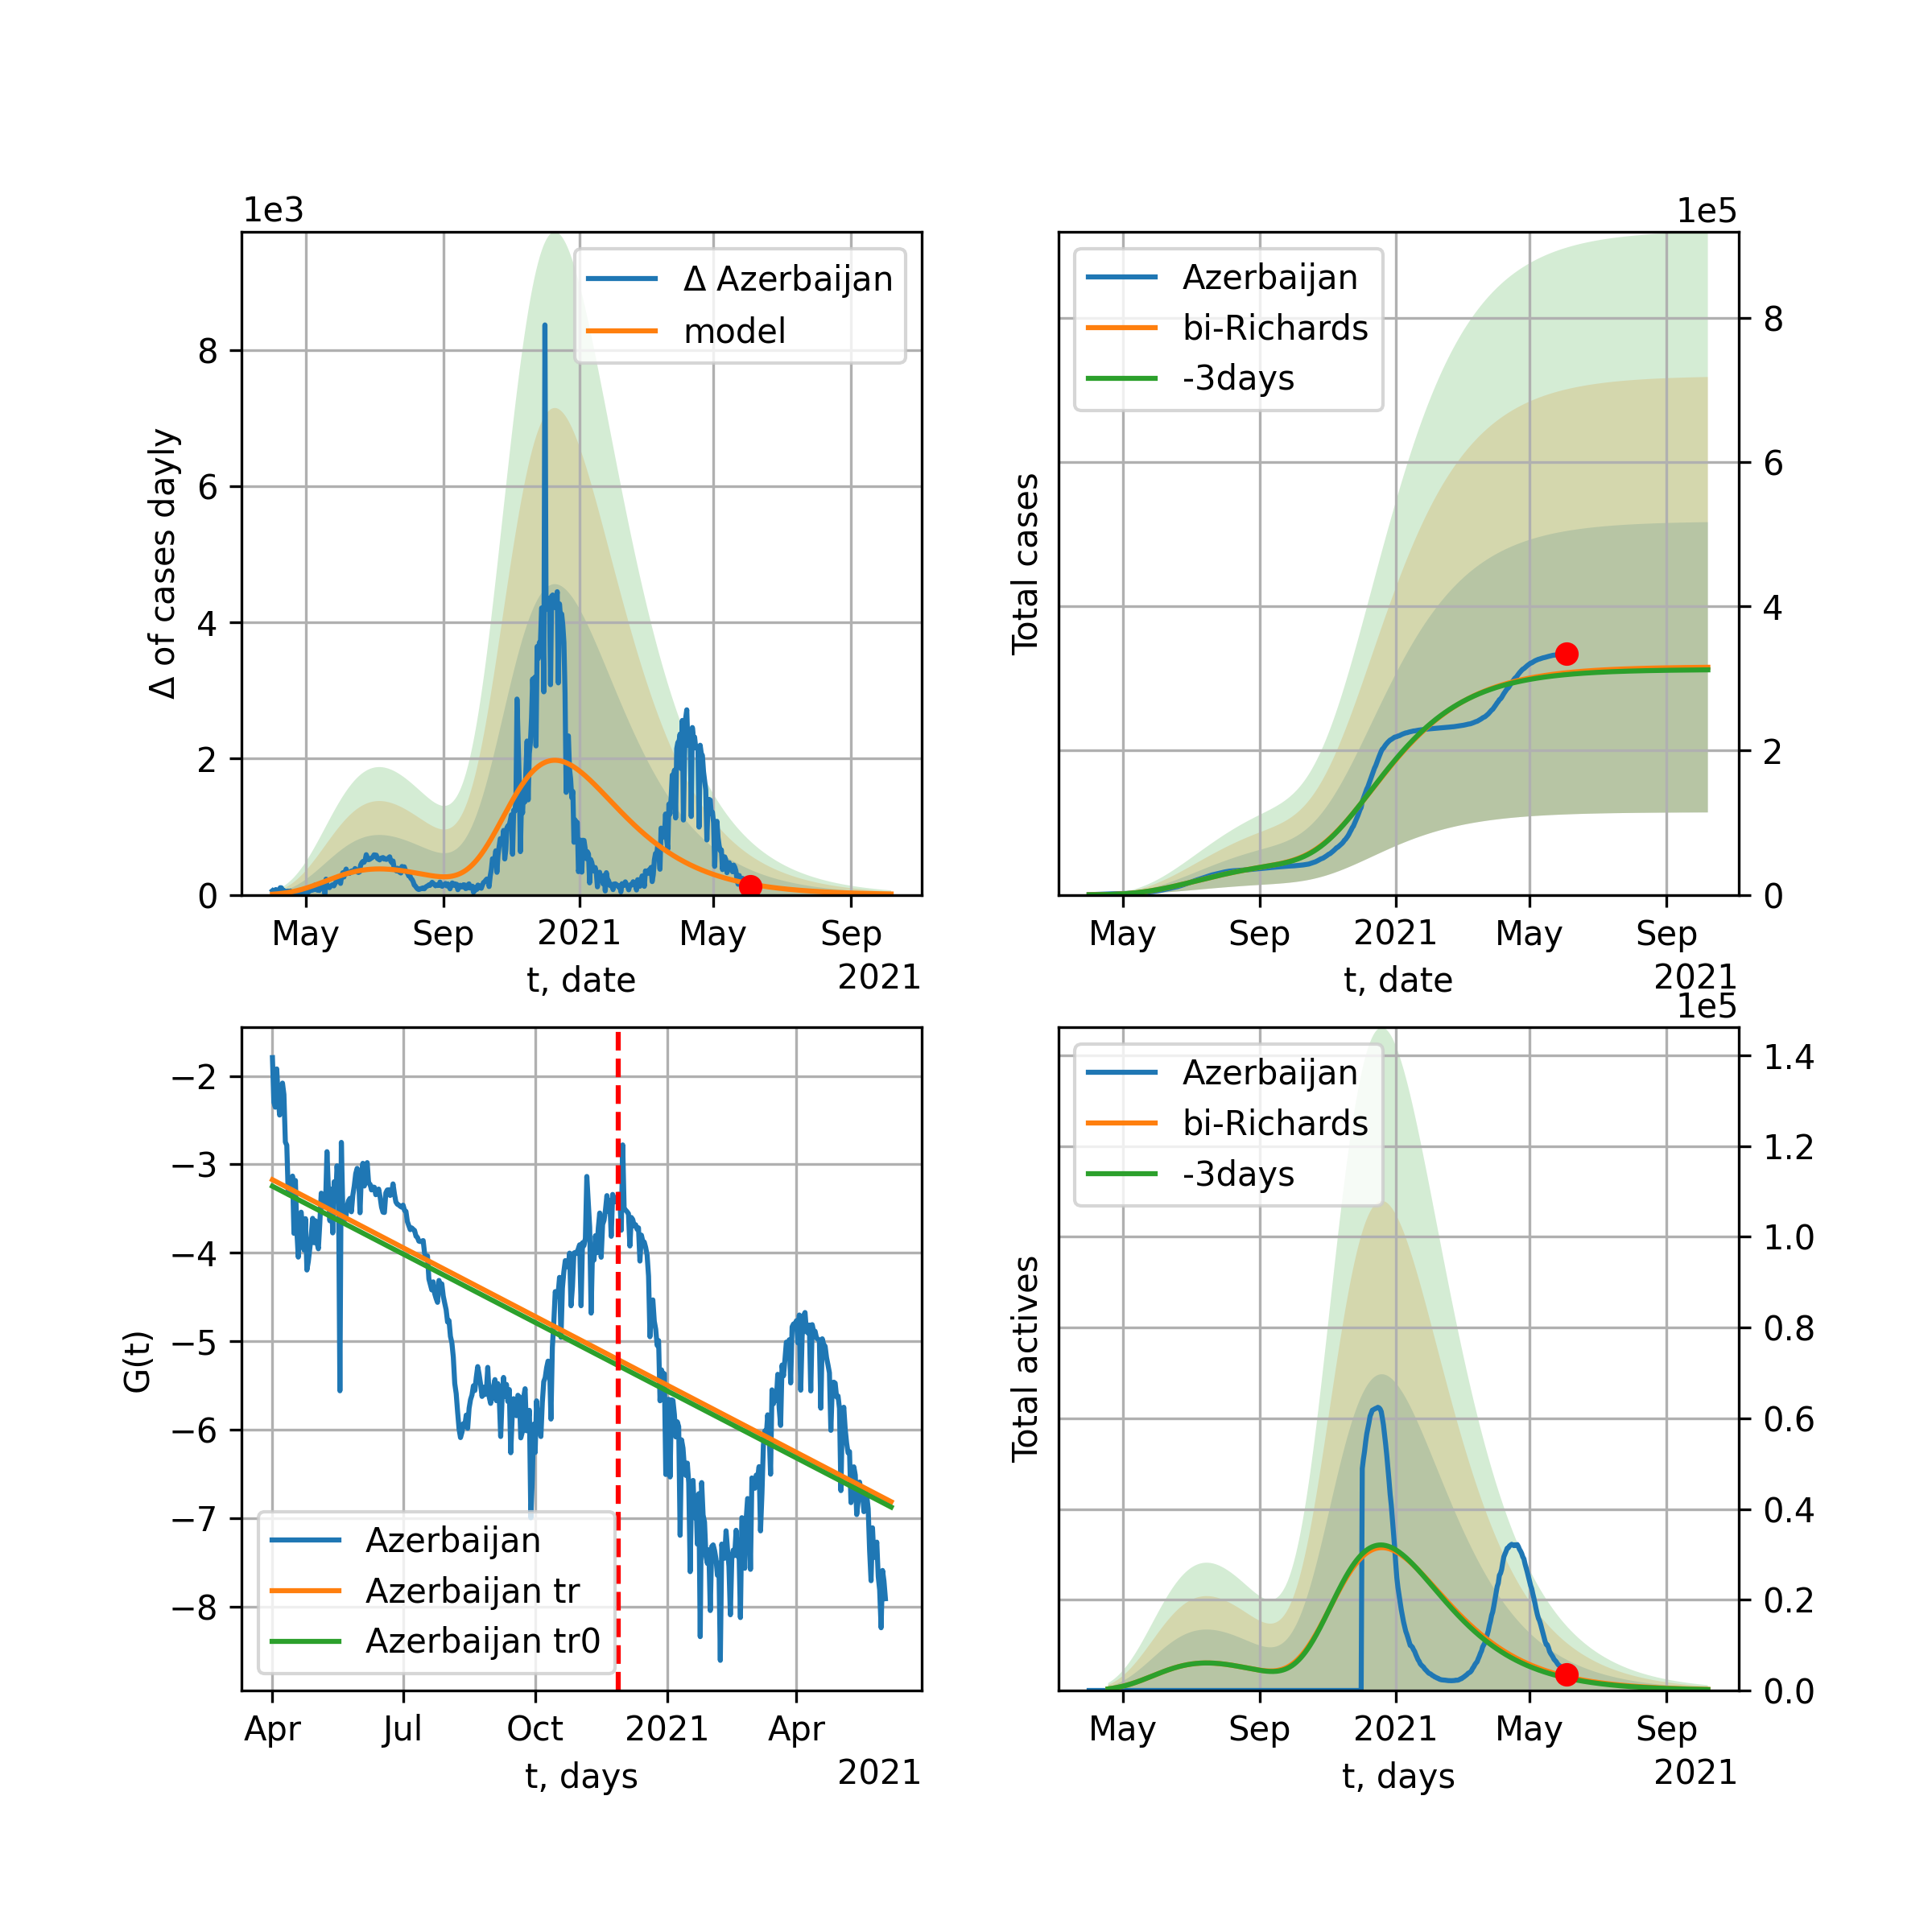 1e3
Δ Azerbaijan
model
Δ of cases dayly
8
6
4
2
0
May Sep 2021 May Sep
t, date
2021
1e5
Azerbaijan
bi-Richards
-3days
Total cases
8
6
4
2
0
May Sep 2021 May Sep
t, date
2021
G(t)
−2
−3
−4
−5
−6
−7
−8
Azerbaijan
Azerbaijan tr
Azerbaijan tr0
Apr Jul Oct 2021 Apr
t, days
2021
1e5
Azerbaijan
bi-Richards
-3days
Total actives
1.4
1.2
1.0
0.8
0.6
0.4
0.2
0.0
May Sep 2021 May Sep
t, days
2021